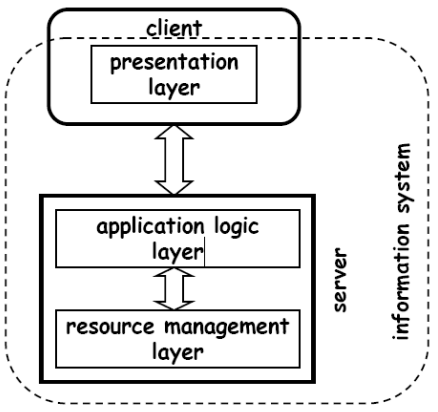 client
presentation
layer
application logic
layer
resource management
layer
server
information system